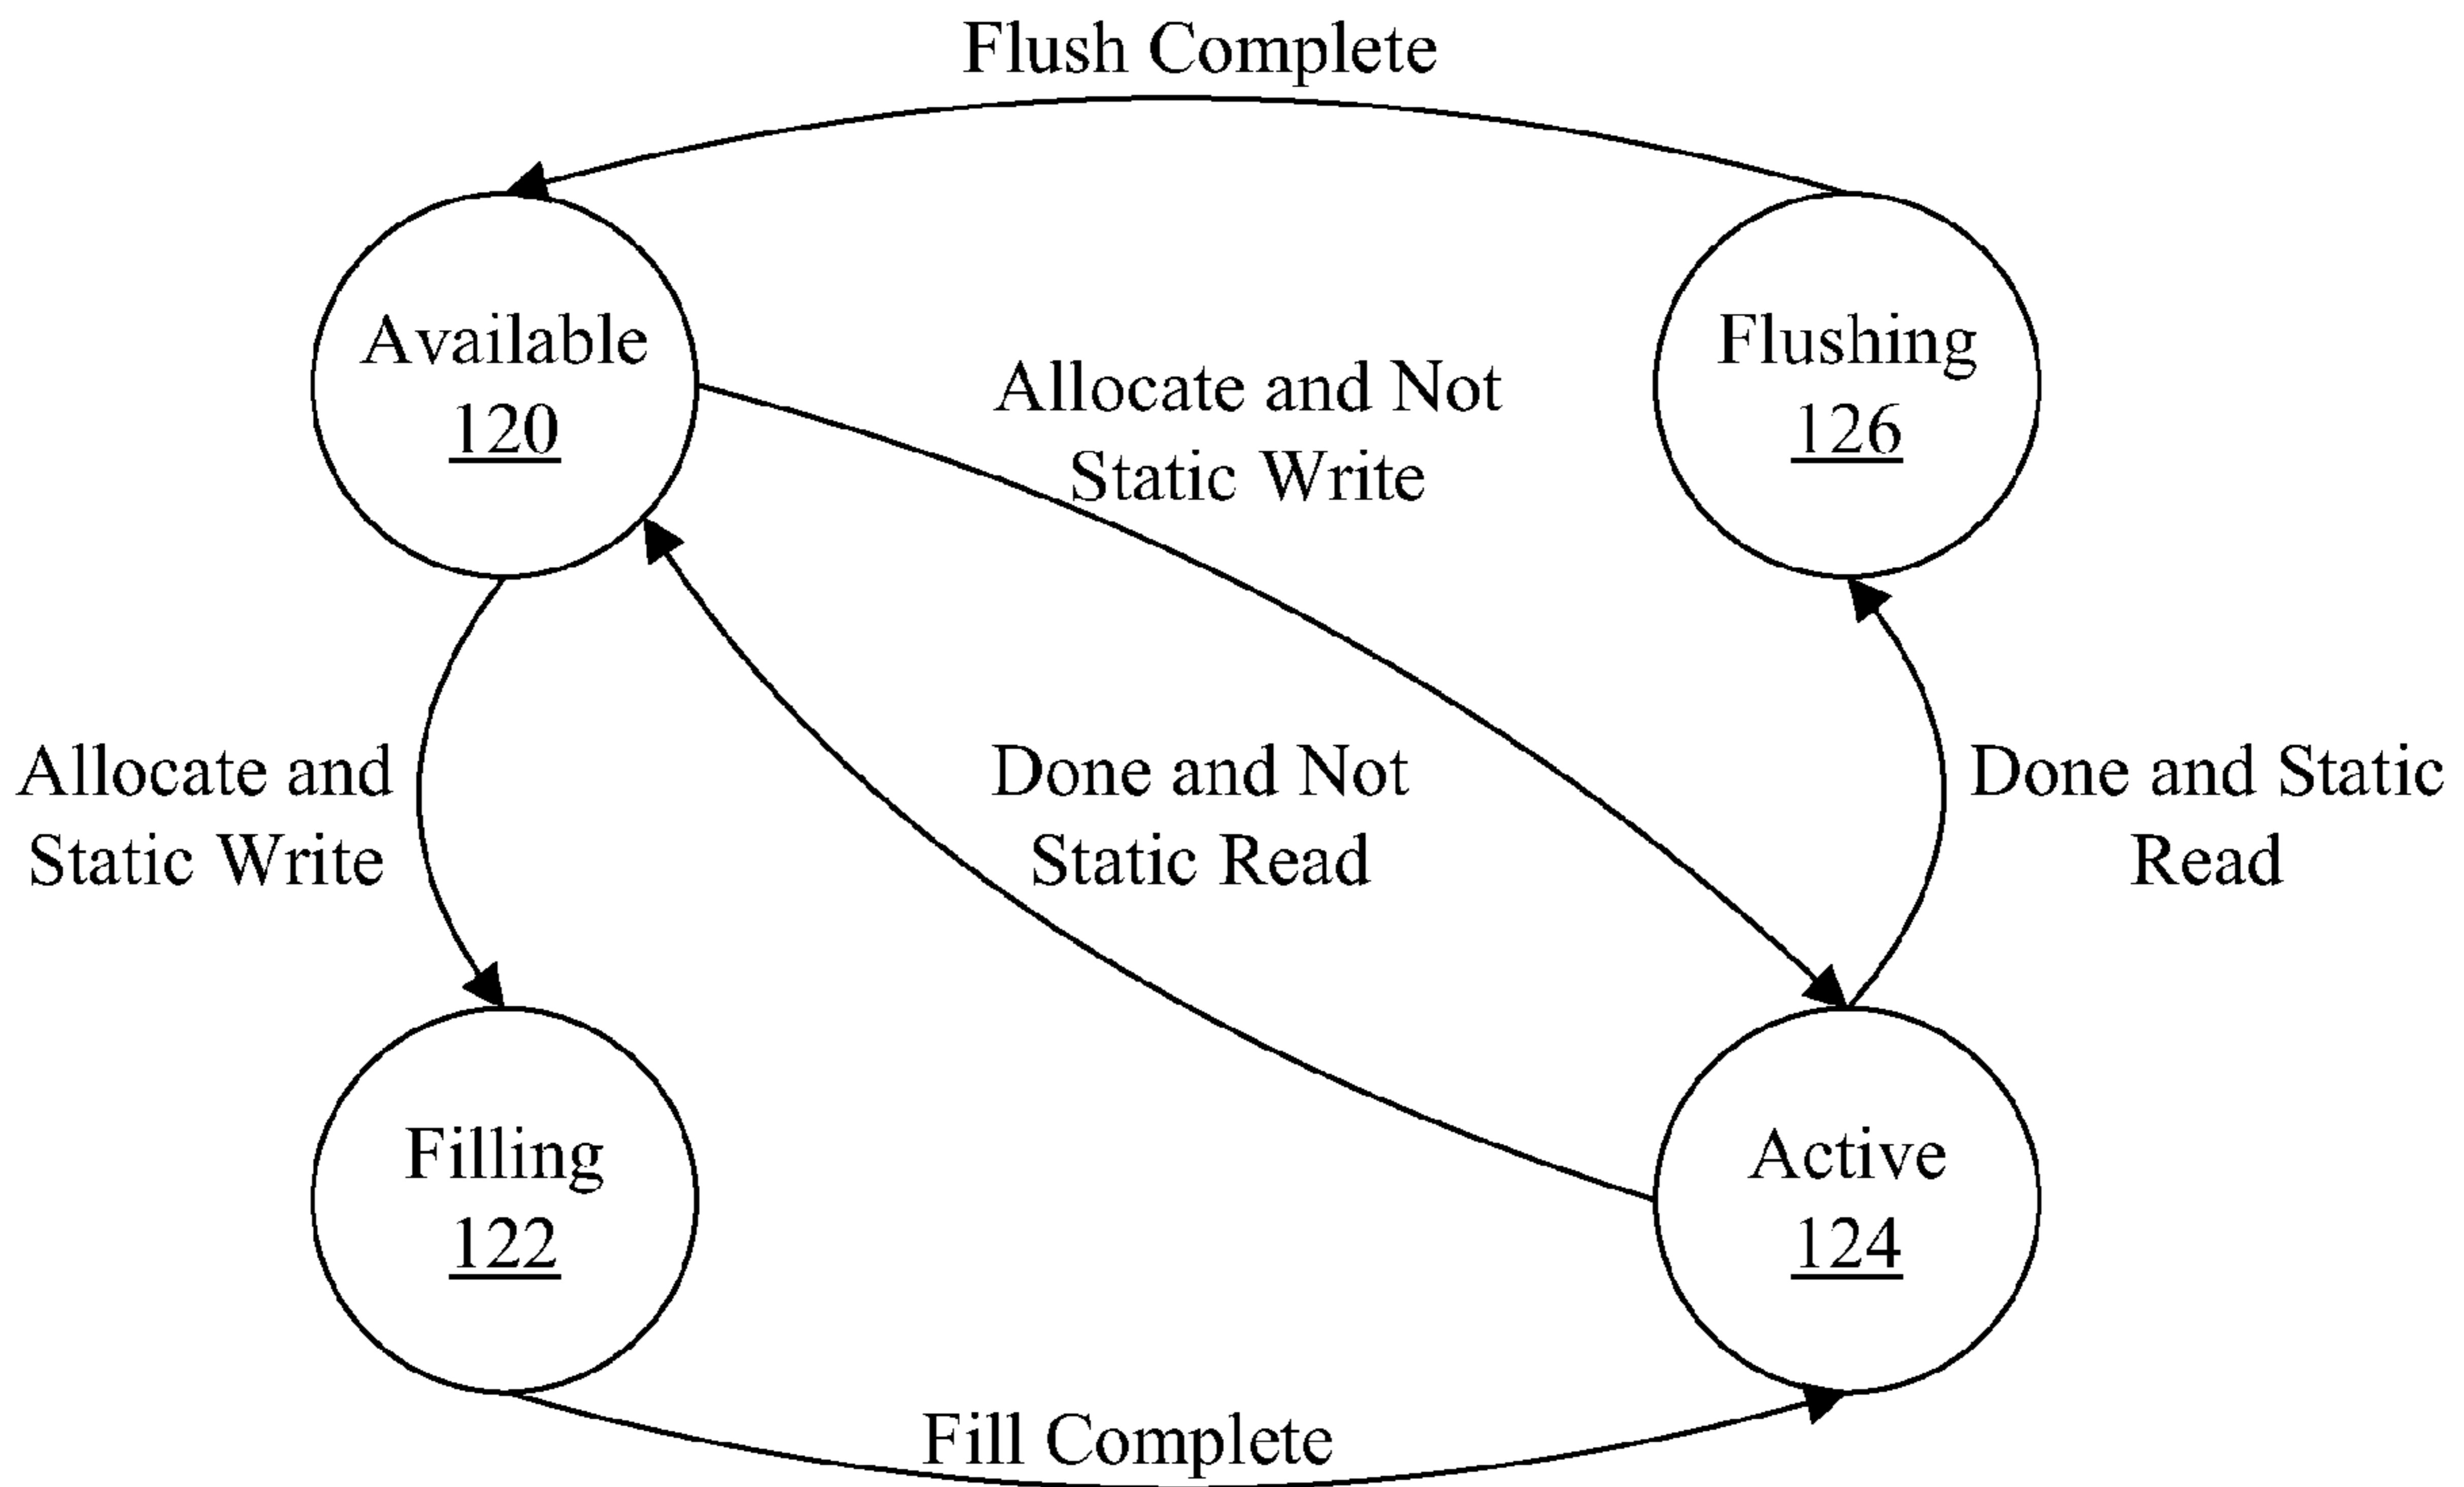 Flush Complete
Available
120
Flushing
126
Allocate and Not
Static Write
Allocate and
Static Write
Done and Not
Static Read
Done and Static
Read
Filling
122
Active
124
Fill Complete